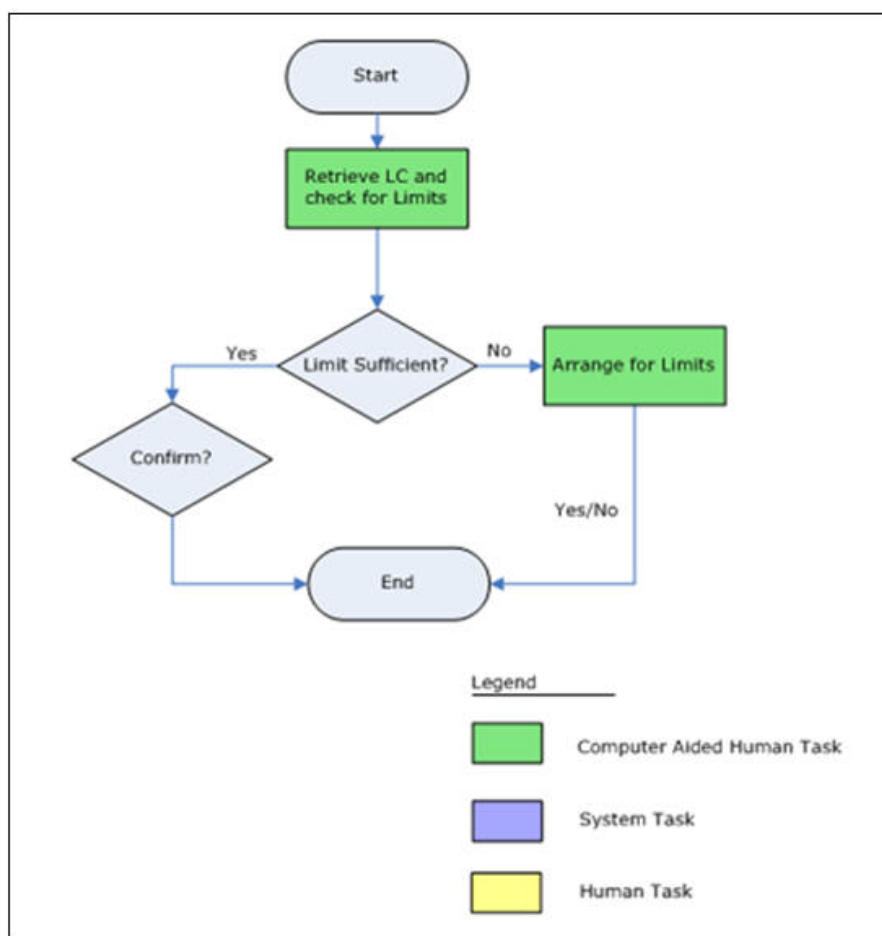 Start
Retrieve LC and
check for Limits
Limit Sufficient?
Yes
No
Arrange for Limits
Confirm?
Yes/No
End
Legend
Computer Aided Human Task
System Task
Human Task